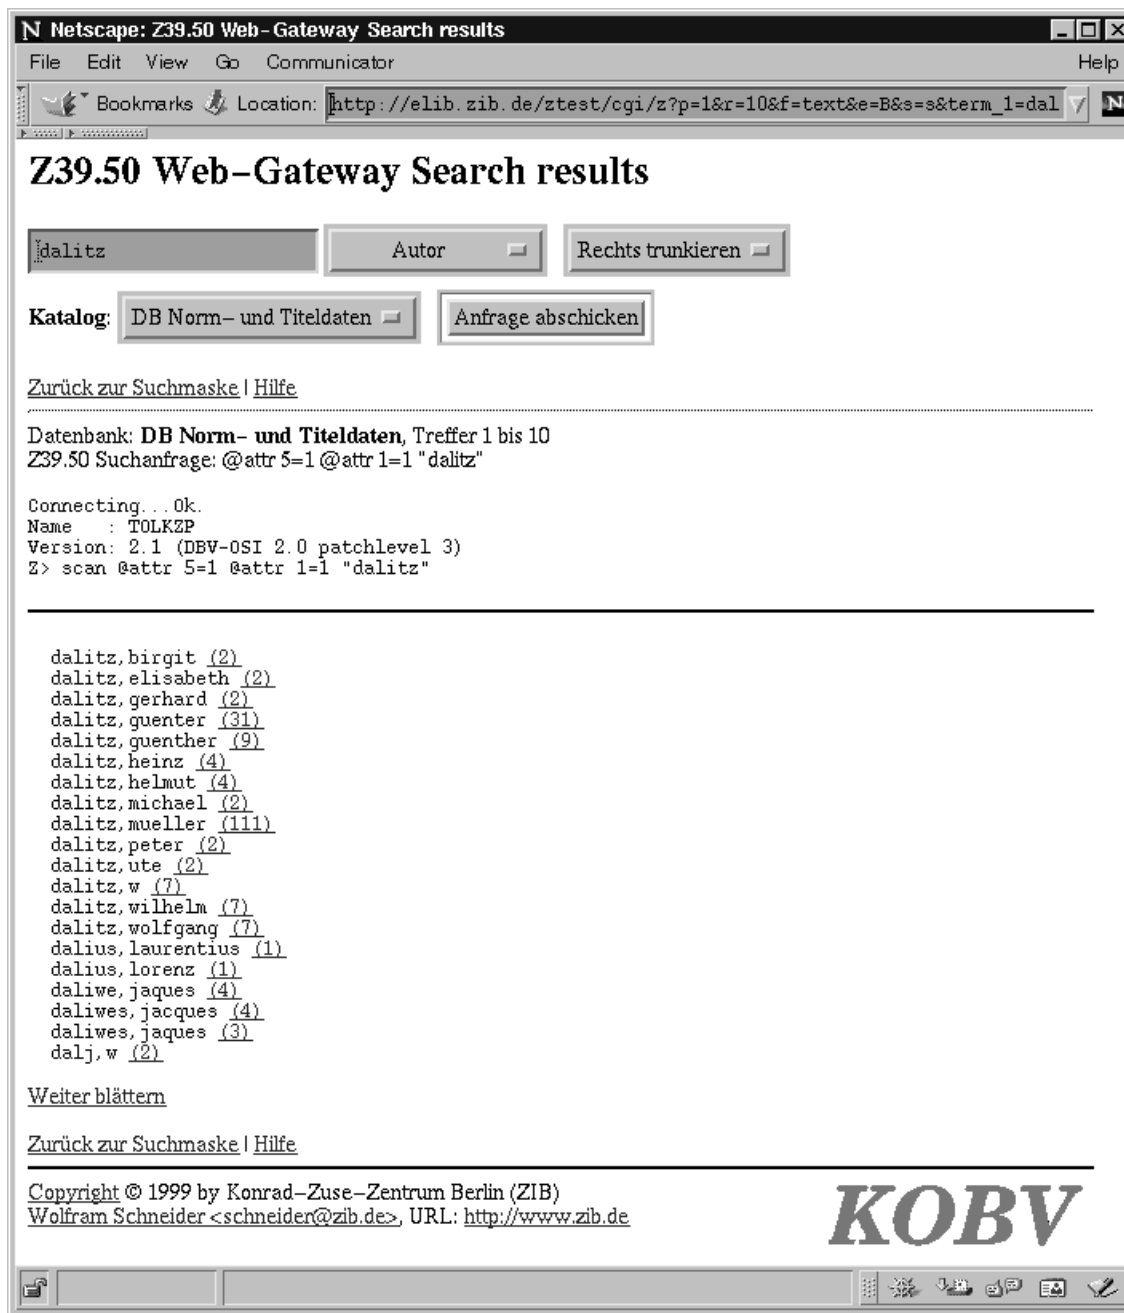 N Netscape: Z39.50 Web-Gateway Search results
File Edit View Go Communicator Help
Bookmarks Location: http://elib.zib.de/ztest/cgi/z?p=1&r=10&f=text&e=B&s=s&term_1=dal N
Z39.50 Web-Gateway Search results
dalitz Autor Rechts trunkieren
Katalog: DB Norm- und Titeldaten Anfrage abschicken
Zurück zur Suchmaske | Hilfe
Datenbank: DB Norm- und Titeldaten, Treffer 1 bis 10
Z39.50 Suchanfrage: @attr 5=1 @attr 1=1 "dalitz"
Connecting...Ok.
Name   : TOLKZP
Version: 2.1 (DBV-OSI 2.0 patchlevel 3)
Z> scan @attr 5=1 @attr 1=1 "dalitz"
dalitz,birgit (2)
dalitz,elisabeth (2)
dalitz,gerhard (2)
dalitz,guenter (31)
dalitz,guenther (9)
dalitz,heinz (4)
dalitz,helmut (4)
dalitz,michael (2)
dalitz,mueller (111)
dalitz,peter (2)
dalitz,ute (2)
dalitz,w (7)
dalitz,wilhelm (7)
dalitz,wolfgang (7)
dalius,laurentius (1)
dalius,lorenz (1)
daliwe,jaques (4)
daliwes,jacques (4)
daliwes,jaques (3)
dalj,w (2)
Weiter blättern
Zurück zur Suchmaske | Hilfe
Copyright © 1999 by Konrad-Zuse-Zentrum Berlin (ZIB)
Wolfram Schneider <schneider@zib.de>, URL: http://www.zib.de
KOBV